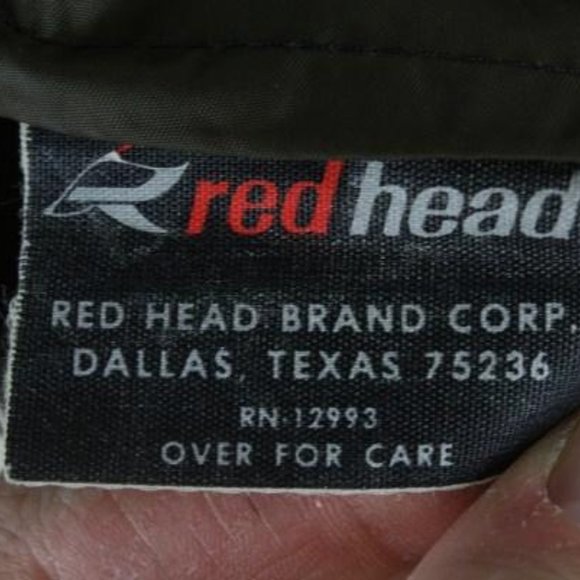 red head
RED HEAD BRAND CORP.
DALLAS, TEXAS 75236
RN-12993
OVER FOR CARE